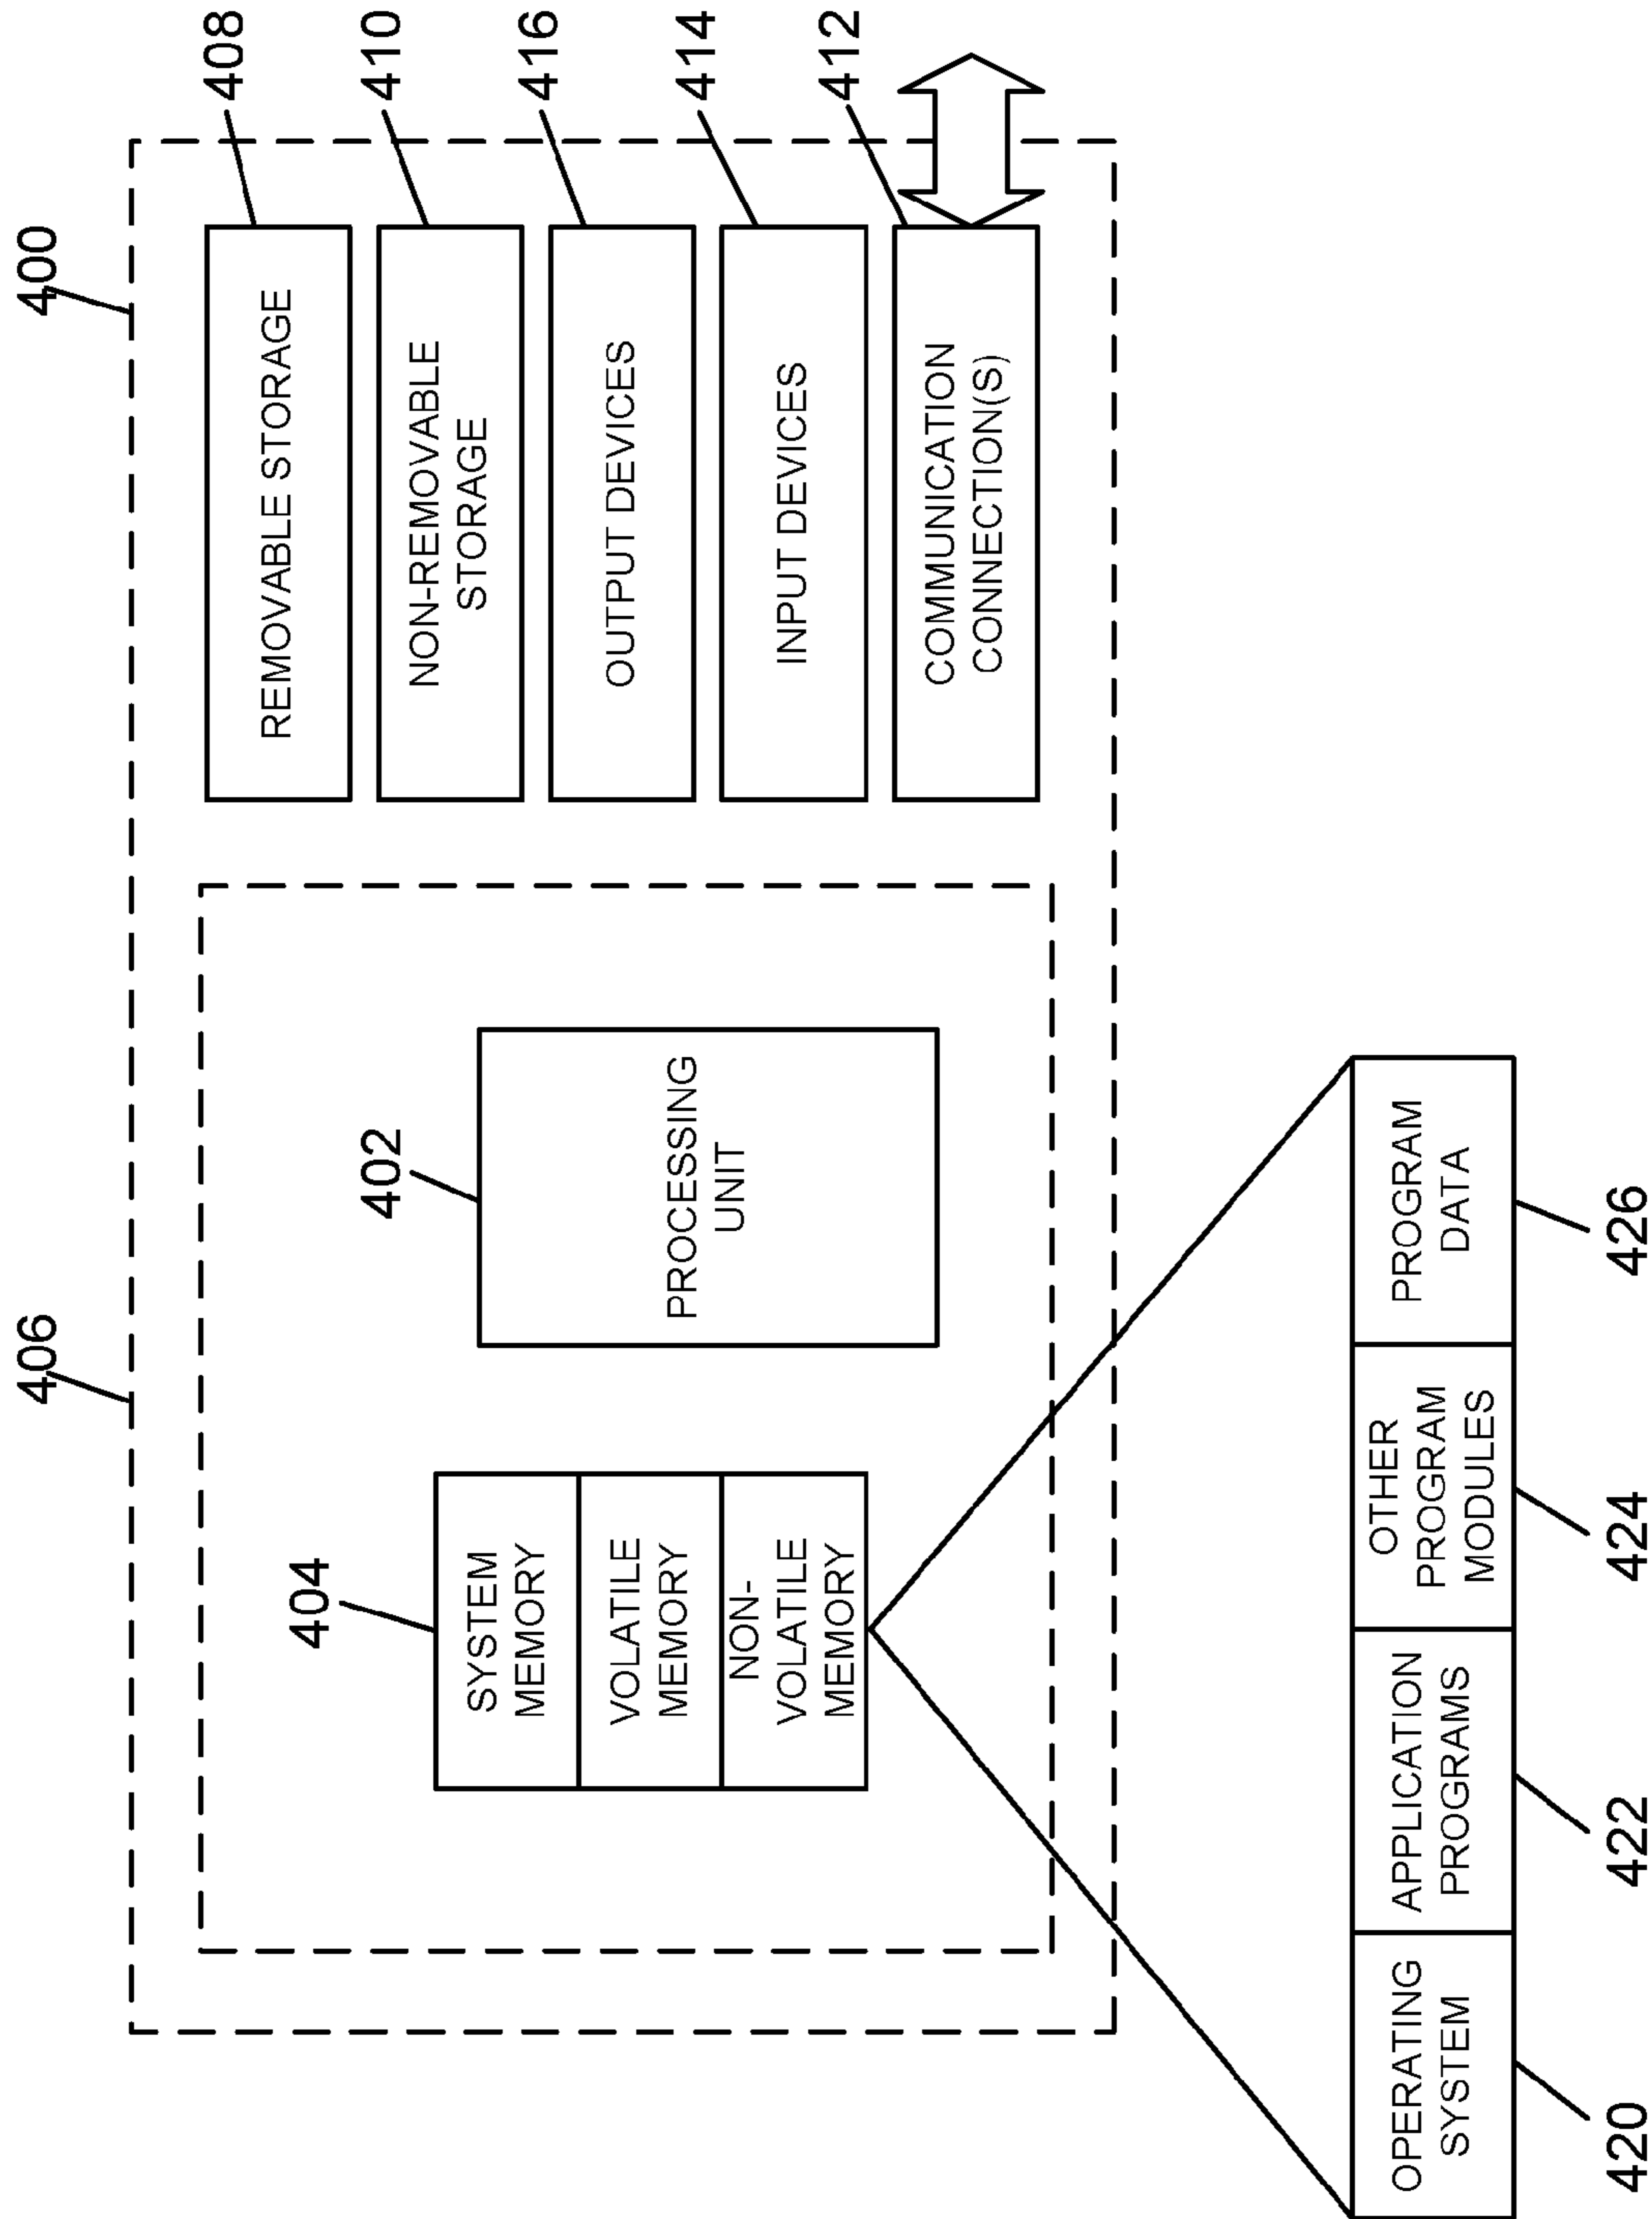 406
400
404
SYSTEM
MEMORY
VOLATILE
MEMORY
NON-
VOLATILE
MEMORY
402
PROCESSING
UNIT
REMOVABLE STORAGE
408
NON-REMOVABLE
STORAGE
410
OUTPUT DEVICES
416
INPUT DEVICES
414
COMMUNICATION
CONNECTION(S)
412
OPERATING
SYSTEM
APPLICATION
PROGRAMS
OTHER
PROGRAM
MODULES
PROGRAM
DATA
420
422
424
426